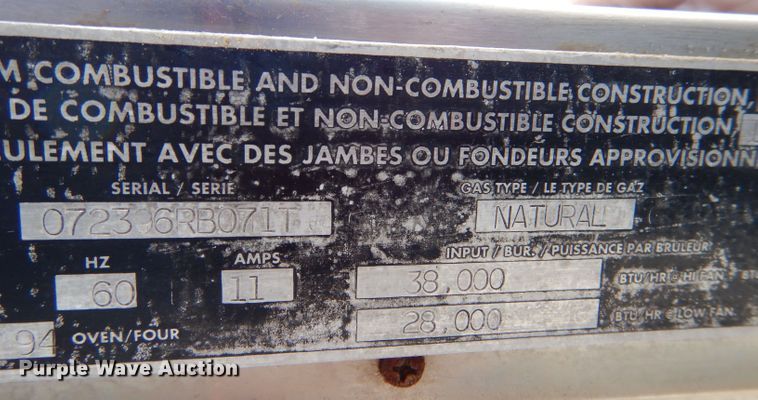 M COMBUSTIBLE AND NON-COMBUSTIBLE CONSTRUCTION,
DE COMBUSTIBLE ET NON-COMBUSTIBLE CONSTRUCTION,
ULEMENT AVEC DES JAMBES OU FONDEURS APPROVISIONN
SERIAL / SERIE GAS TYPE / LE TYPE DE GAZ
072396RB071T NATURAL
HZ AMPS INPUT / BUR. / PUISSANCE PAR BRULEUR
60 11 38,000 BTU/HR @ HI FAN
28,000 BTU/HR @ LOW FAN
94 OVEN/FOUR
Purple Wave Auction